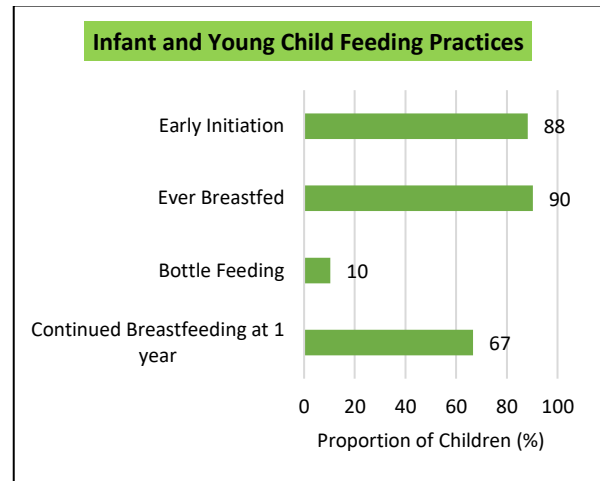 Infant and Young Child Feeding Practices
Early Initiation
88
Ever Breastfed
90
Bottle Feeding
10
Continued Breastfeeding at 1
year
67
0 20 40 60 80 100
Proportion of Children (%)